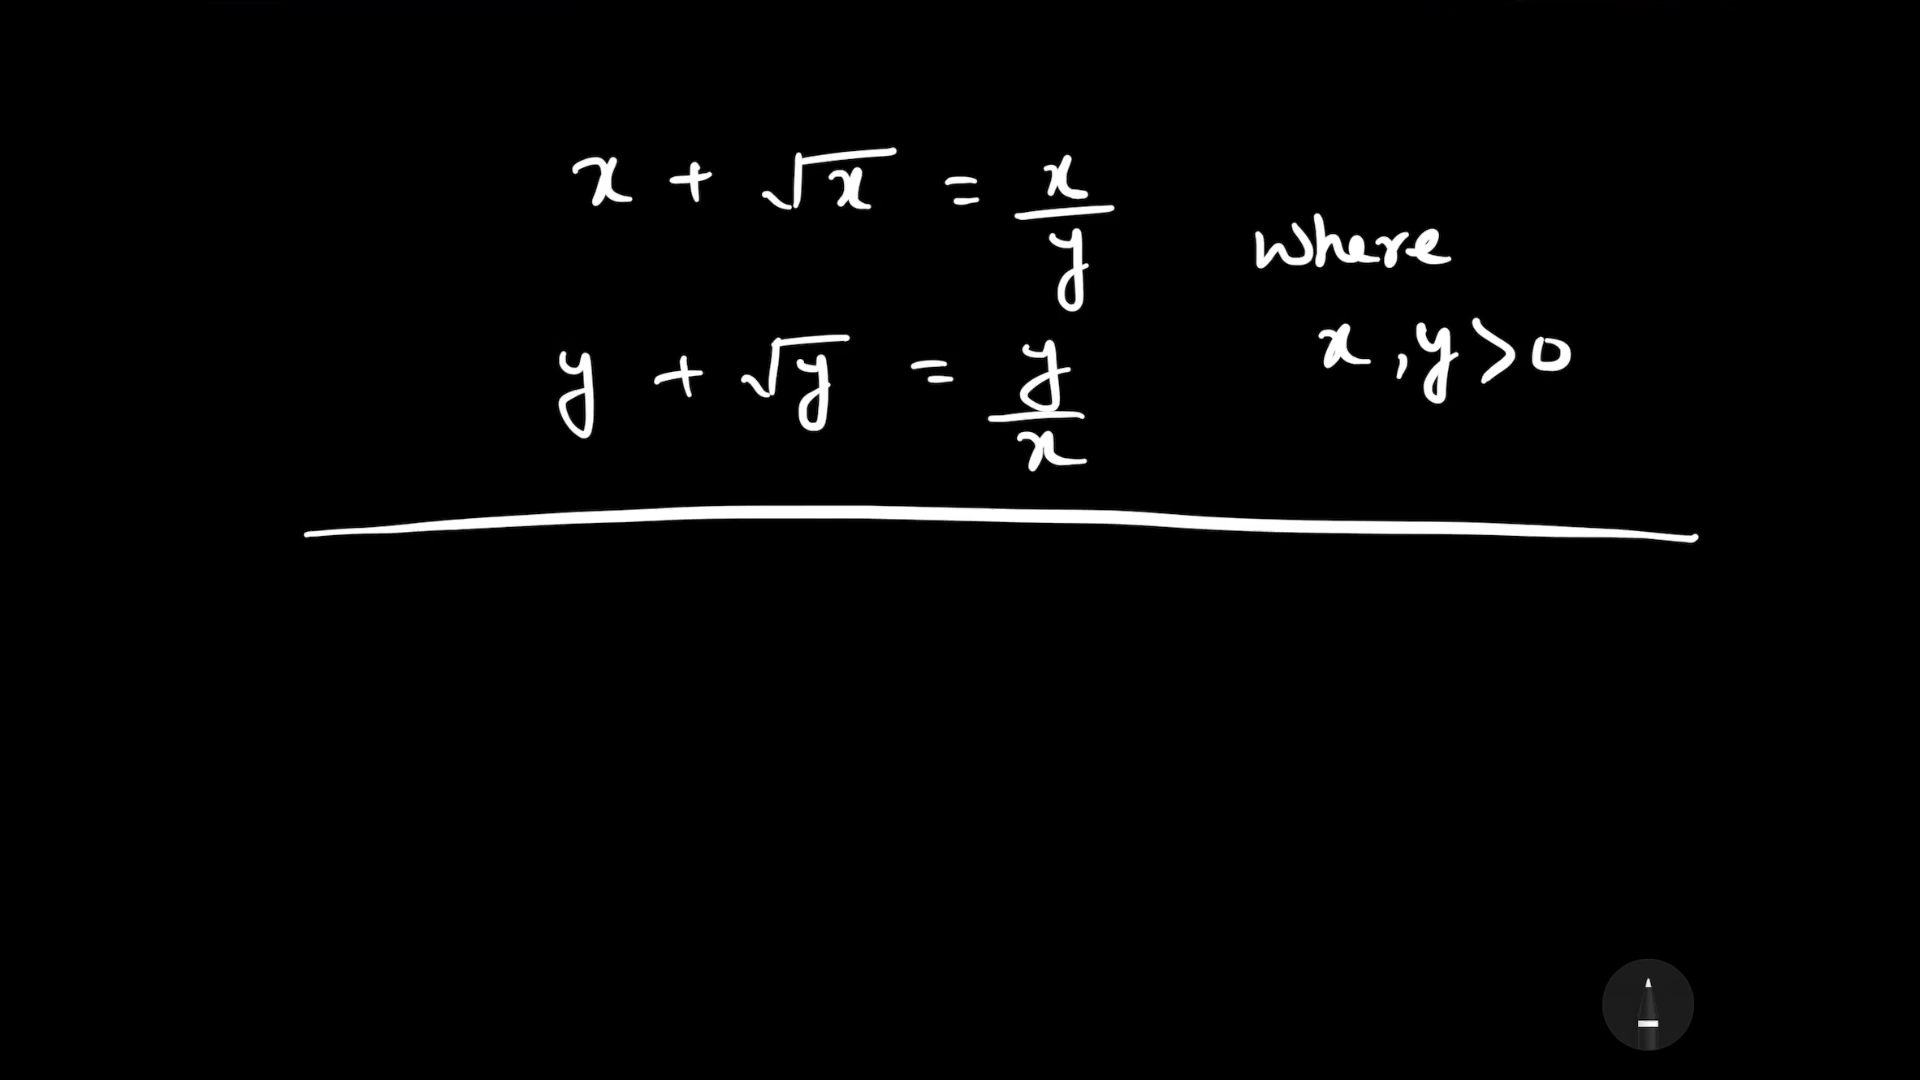 x + √x = x/y
where
y + √y = y/x
x, y > 0